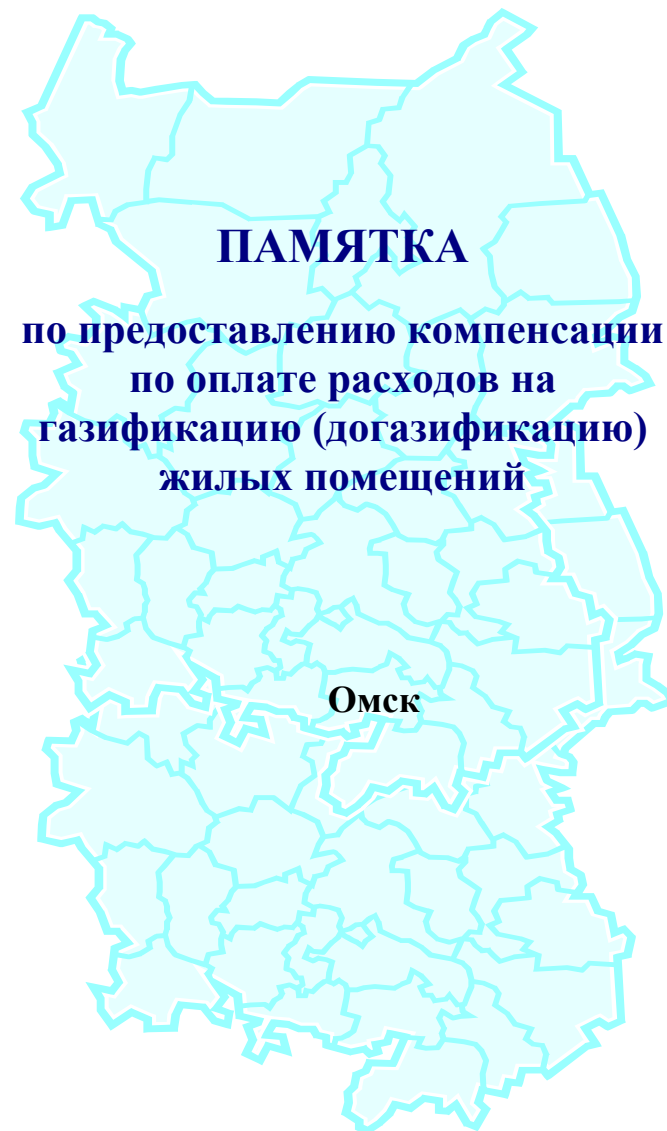 ПАМЯТКА
по предоставлению компенсации
по оплате расходов на
газификацию (догазификацию)
жилых помещений
Омск